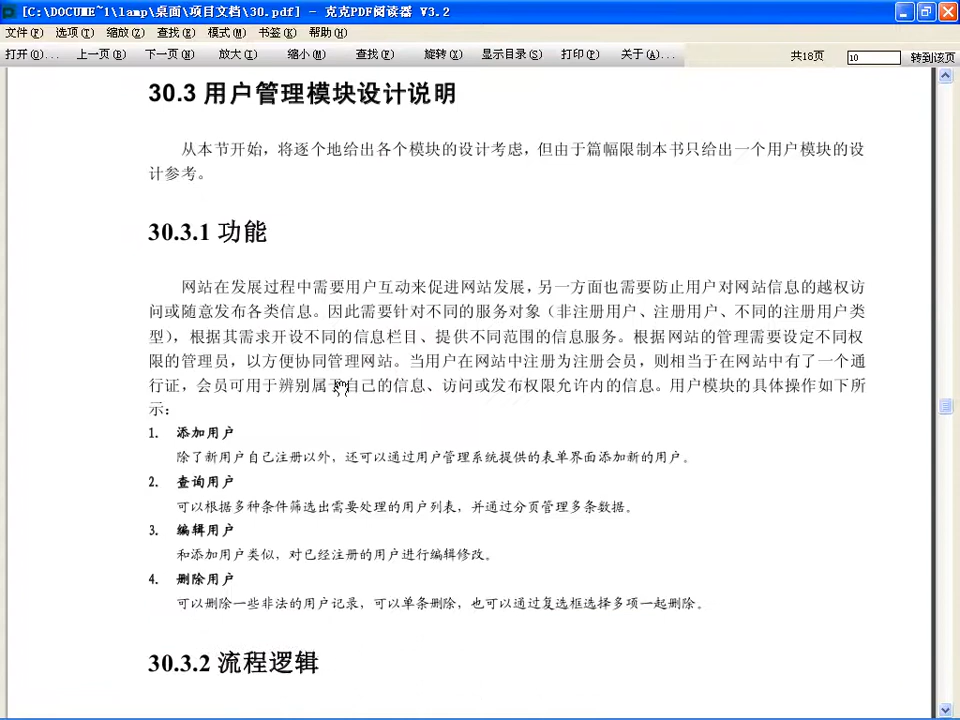 [C:\DOCUME~1\lamp\桌面\项目文档\30.pdf] - 克克PDF阅读器 V3.2
文件(F) 选项(T) 缩放(Z) 查找(E) 模式(M) 书签(K) 帮助(H)
打开(O)... 上一页(B) 下一页(N) 放大(I) 缩小(M) 查找(F) 旋转(L) 显示目录(S) 打印(P) 关于(A)... 共18页 10 转到该页
30.3 用户管理模块设计说明
从本节开始，将逐个地给出各个模块的设计考虑，但由于篇幅限制本书只给出一个用户模块的设
计参考。
30.3.1 功能
网站在发展过程中需要用户互动来促进网站发展，另一方面也需要防止用户对网站信息的越权访
问或随意发布各类信息。因此需要针对不同的服务对象（非注册用户、注册用户、不同的注册用户类
型），根据其需求开设不同的信息栏目、提供不同范围的信息服务。根据网站的管理需要设定不同权
限的管理员，以方便协同管理网站。当用户在网站中注册为注册会员，则相当于在网站中有了一个通
行证，会员可用于辨别属于自己的信息、访问或发布权限允许内的信息。用户模块的具体操作如下所
示：
1. 添加用户
除了新用户自己注册以外，还可以通过用户管理系统提供的表单界面添加新的用户。
2. 查询用户
可以根据多种条件筛选出需要处理的用户列表，并通过分页管理多条数据。
3. 编辑用户
和添加用户类似，对已经注册的用户进行编辑修改。
4. 删除用户
可以删除一些非法的用户记录，可以单条删除，也可以通过复选框选择多项一起删除。
30.3.2 流程逻辑